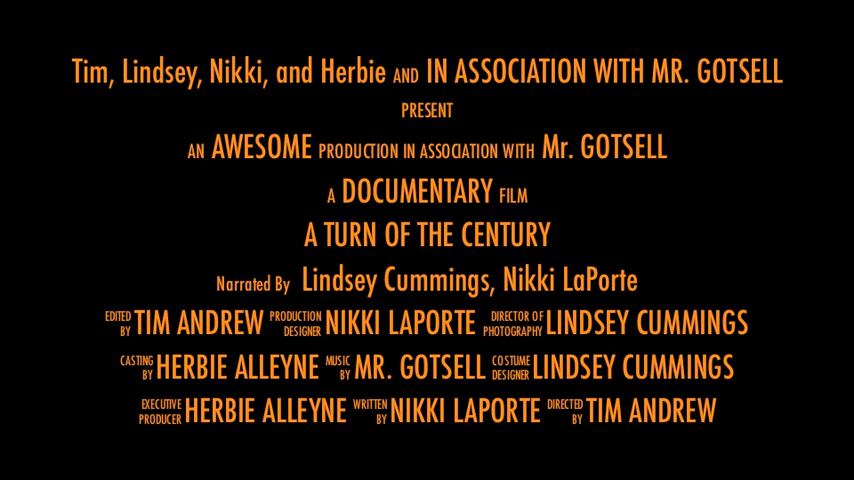 Tim, Lindsey, Nikki, and Herbie AND IN ASSOCIATION WITH MR. GOTSELL
PRESENT
AN AWESOME PRODUCTION IN ASSOCIATION WITH Mr. GOTSELL
A DOCUMENTARY FILM
A TURN OF THE CENTURY
Narrated By Lindsey Cummings, Nikki LaPorte
EDITED BY TIM ANDREW PRODUCTION DESIGNER NIKKI LAPORTE DIRECTOR OF PHOTOGRAPHY LINDSEY CUMMINGS
CASTING BY HERBIE ALLEYNE MUSIC BY MR. GOTSELL COSTUME DESIGNER LINDSEY CUMMINGS
EXECUTIVE PRODUCER HERBIE ALLEYNE WRITTEN BY NIKKI LAPORTE DIRECTED BY TIM ANDREW